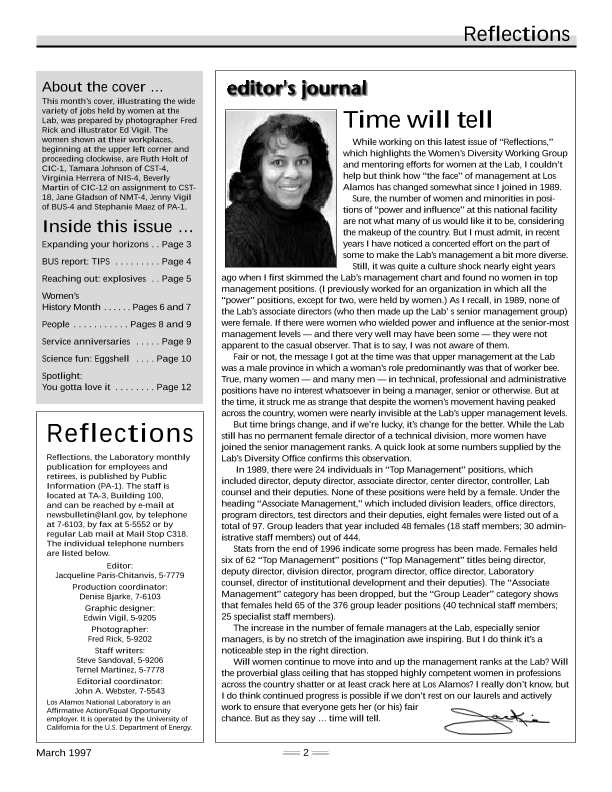 Reflections
About the cover ...
This month's cover, illustrating the wide
variety of jobs held by women at the
Lab, was prepared by photographer Fred
Rick and illustrator Ed Vigil. The
women shown at their workplaces,
beginning at the upper left corner and
proceeding clockwise, are Ruth Holt of
CIC-1, Tamara Johnson of CST-4,
Virginia Herrera of NIS-4, Beverly
Martin of CIC-12 on assignment to CST-
18, Jane Gladson of NMT-4, Jenny Vigil
of BUS-4 and Stephanie Maez of PA-1.
Inside this issue ...
Expanding your horizons . . Page 3
BUS report: TIPS . . . . . . . . . Page 4
Reaching out: explosives . . Page 5
Women's
History Month . . . . . . Pages 6 and 7
People . . . . . . . . . . . Pages 8 and 9
Service anniversaries . . . . . Page 9
Science fun: Eggshell . . . . Page 10
Spotlight:
You gotta love it . . . . . . . . Page 12
Reflections
Reflections, the Laboratory monthly
publication for employees and
retirees, is published by Public
Information (PA-1). The staff is
located at TA-3, Building 100,
and can be reached by e-mail at
newsbulletin@lanl.gov, by telephone
at 7-6103, by fax at 5-5552 or by
regular Lab mail at Mail Stop C318.
The individual telephone numbers
are listed below.
Editor:
Jacqueline Paris-Chitanvis, 5-7779
Production coordinator:
Denise Bjarke, 7-6103
Graphic designer:
Edwin Vigil, 5-9205
Photographer:
Fred Rick, 5-9202
Staff writers:
Steve Sandoval, 5-9206
Ternel Martinez, 5-7778
Editorial coordinator:
John A. Webster, 7-5543
Los Alamos National Laboratory is an
Affirmative Action/Equal Opportunity
employer. It is operated by the University of
California for the U.S. Department of Energy.
editor's journal
Time will tell
While working on this latest issue of "Reflections,"
which highlights the Women's Diversity Working Group
and mentoring efforts for women at the Lab, I couldn't
help but think how "the face" of management at Los
Alamos has changed somewhat since I joined in 1989.
Sure, the number of women and minorities in posi-
tions of "power and influence" at this national facility
are not what many of us would like it to be, considering
the makeup of the country. But I must admit, in recent
years I have noticed a concerted effort on the part of
some to make the Lab's management a bit more diverse.
Still, it was quite a culture shock nearly eight years
ago when I first skimmed the Lab's management chart and found no women in top
management positions. (I previously worked for an organization in which all the
"power" positions, except for two, were held by women.) As I recall, in 1989, none of
the Lab's associate directors (who then made up the Lab' s senior management group)
were female. If there were women who wielded power and influence at the senior-most
management levels — and there very well may have been some — they were not
apparent to the casual observer. That is to say, I was not aware of them.
Fair or not, the message I got at the time was that upper management at the Lab
was a male province in which a woman's role predominantly was that of worker bee.
True, many women — and many men — in technical, professional and administrative
positions have no interest whatsoever in being a manager, senior or otherwise. But at
the time, it struck me as strange that despite the women's movement having peaked
across the country, women were nearly invisible at the Lab's upper management levels.
But time brings change, and if we're lucky, it's change for the better. While the Lab
still has no permanent female director of a technical division, more women have
joined the senior management ranks. A quick look at some numbers supplied by the
Lab's Diversity Office confirms this observation.
In 1989, there were 24 individuals in "Top Management" positions, which
included director, deputy director, associate director, center director, controller, Lab
counsel and their deputies. None of these positions were held by a female. Under the
heading "Associate Management," which included division leaders, office directors,
program directors, test directors and their deputies, eight females were listed out of a
total of 97. Group leaders that year included 48 females (18 staff members; 30 admin-
istrative staff members) out of 444.
Stats from the end of 1996 indicate some progress has been made. Females held
six of 62 "Top Management" positions ("Top Management" titles being director,
deputy director, division director, program director, office director, Laboratory
counsel, director of institutional development and their deputies). The "Associate
Management" category has been dropped, but the "Group Leader" category shows
that females held 65 of the 376 group leader positions (40 technical staff members;
25 specialist staff members).
The increase in the number of female managers at the Lab, especially senior
managers, is by no stretch of the imagination awe inspiring. But I do think it's a
noticeable step in the right direction.
Will women continue to move into and up the management ranks at the Lab? Will
the proverbial glass ceiling that has stopped highly competent women in professions
across the country shatter or at least crack here at Los Alamos? I really don't know, but
I do think continued progress is possible if we don't rest on our laurels and actively
work to ensure that everyone gets her (or his) fair
chance. But as they say ... time will tell.
Jackie
March 1997
2